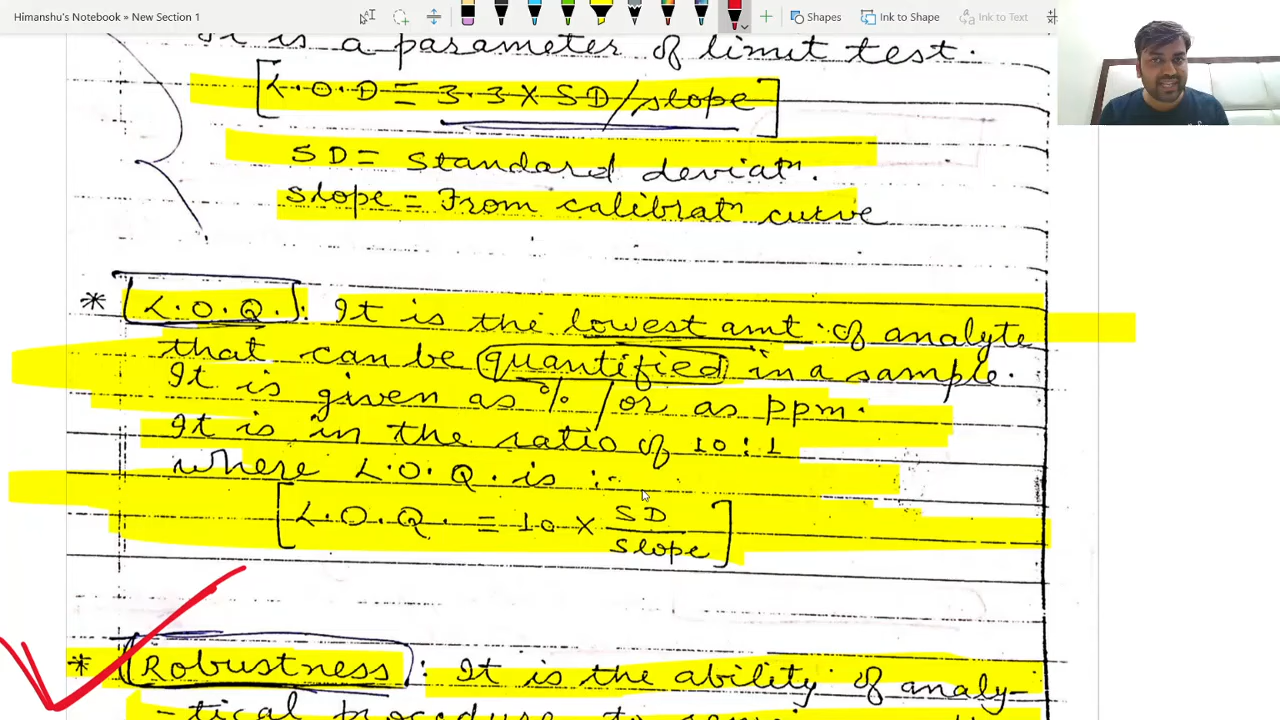 Himanshu's Notebook » New Section 1
Shapes
Ink to Shape
Ink to Text
It is a parameter of limit test.
[L.O.D = 3.3 X SD/slope]
SD = Standard deviatn.
slope = From calibratn curve
* L.O.Q. : It is the lowest amt. of analyte
that can be quantified in a sample.
It is given as % / or as ppm.
It is in the ratio of 10:1
where L.O.Q. is :-
[L.O.Q. = 10 × SD
slope]
* Robustness : It is the ability of analy-
-tical procedure to